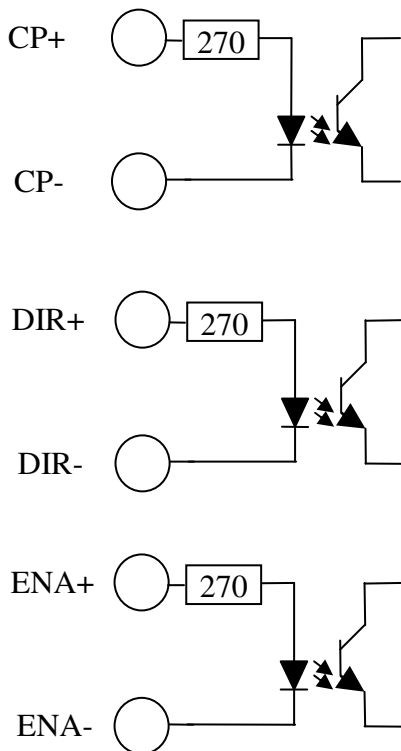 CP+ 270
CP-
DIR+ 270
DIR-
ENA+ 270
ENA-